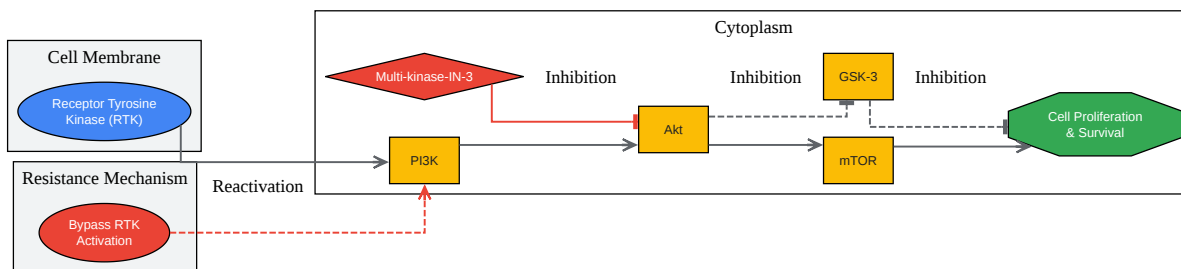 Cytoplasm
Cell Membrane
Receptor Tyrosine
Kinase (RTK)
Multi-kinase-IN-3
Inhibition
Inhibition
GSK-3
Inhibition
Akt
Cell Proliferation
& Survival
PI3K
mTOR
Resistance Mechanism
Reactivation
Bypass RTK
Activation